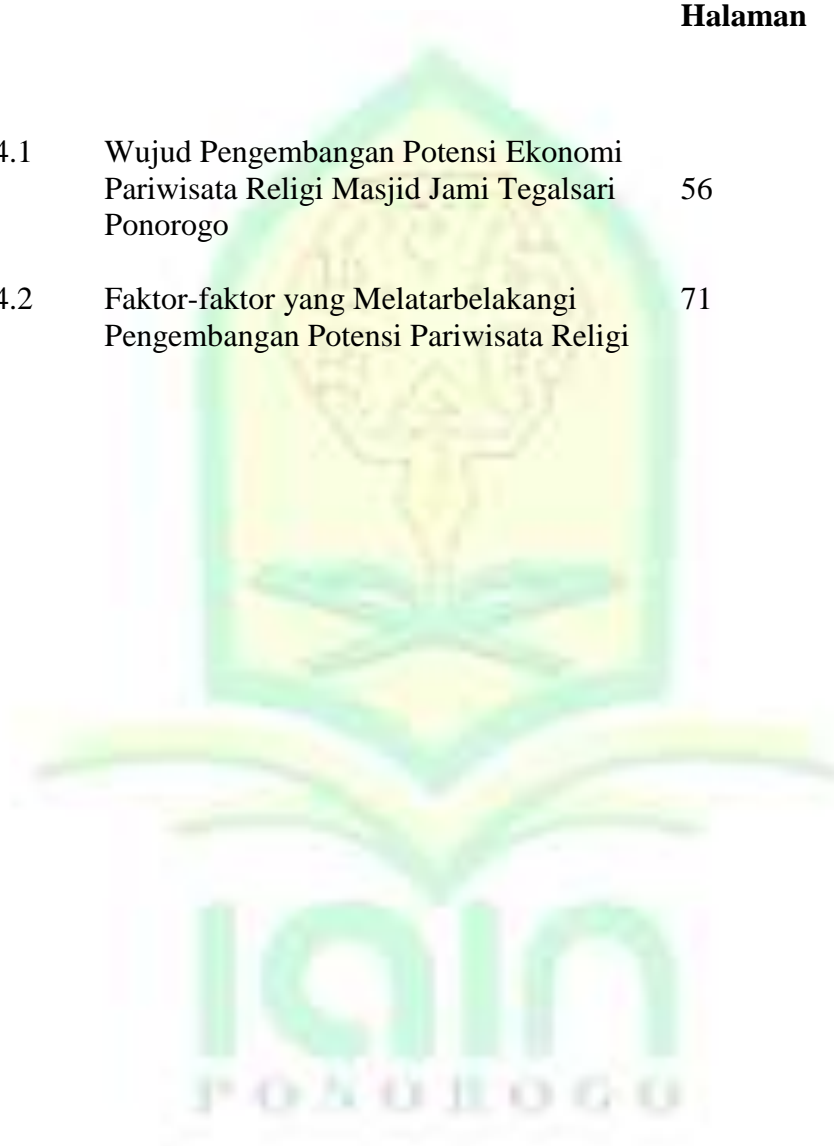 Halaman
4.1 Wujud Pengembangan Potensi Ekonomi
Pariwisata Religi Masjid Jami Tegalsari 56
Ponorogo
4.2 Faktor-faktor yang Melatarbelakangi 71
Pengembangan Potensi Pariwisata Religi
iain
PONOROGO